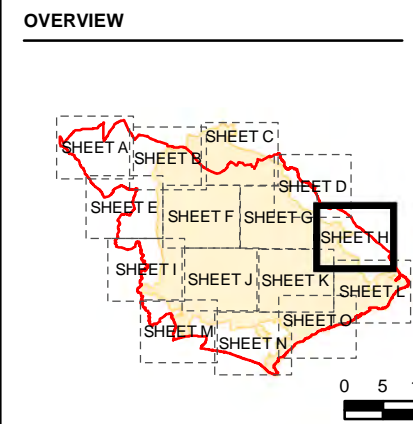 OVERVIEW
SHEET C
SHEET A
SHEET B
SHEET D
SHEET E
SHEET F
SHEET G
SHEET H
SHEET I
SHEET J
SHEET K
SHEET L
SHEET O
SHEET M
SHEET N
0 5